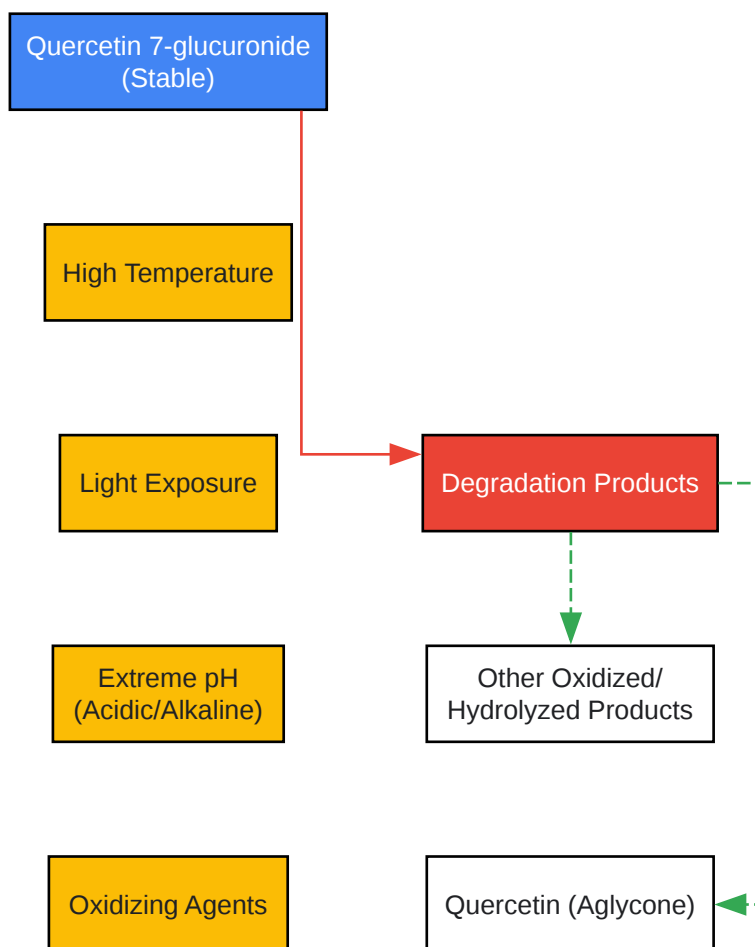 Quercetin 7-glucuronide
(Stable)
High Temperature
Light Exposure
Degradation Products
Extreme pH
(Acidic/Alkaline)
Other Oxidized/
Hydrolyzed Products
Oxidizing Agents
Quercetin (Aglycone)